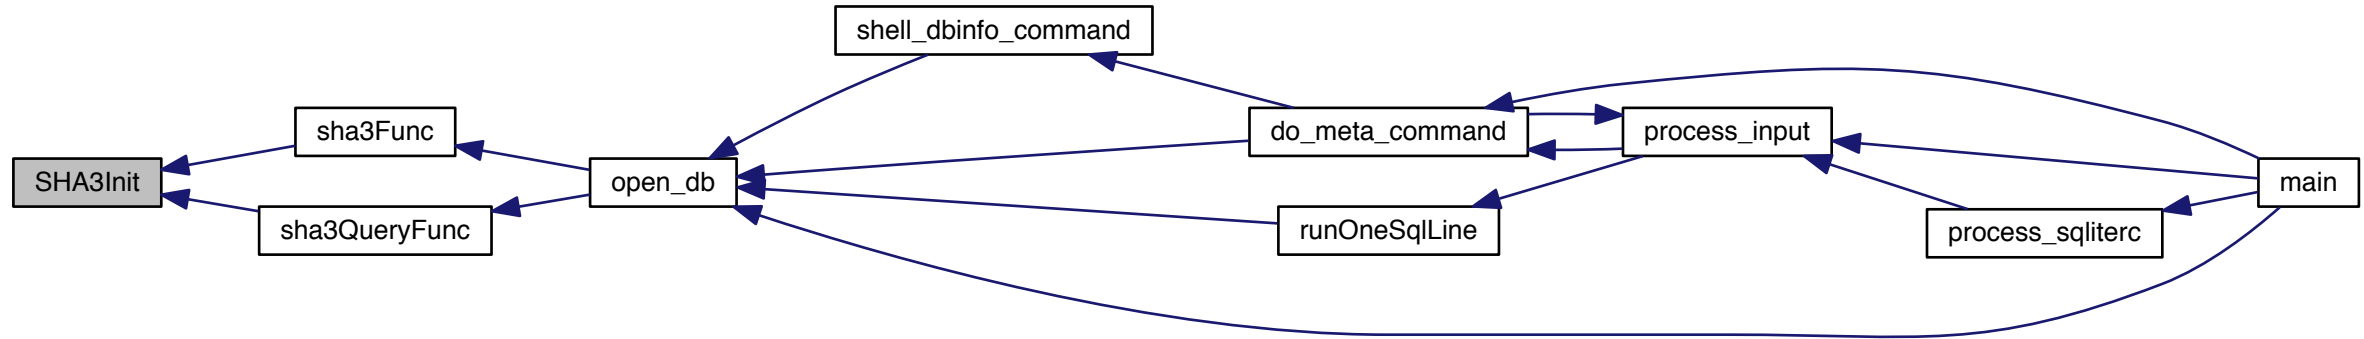 SHA3Init
sha3Func
sha3QueryFunc
open_db
shell_dbinfo_command
do_meta_command
runOneSqlLine
process_input
process_sqliterc
main